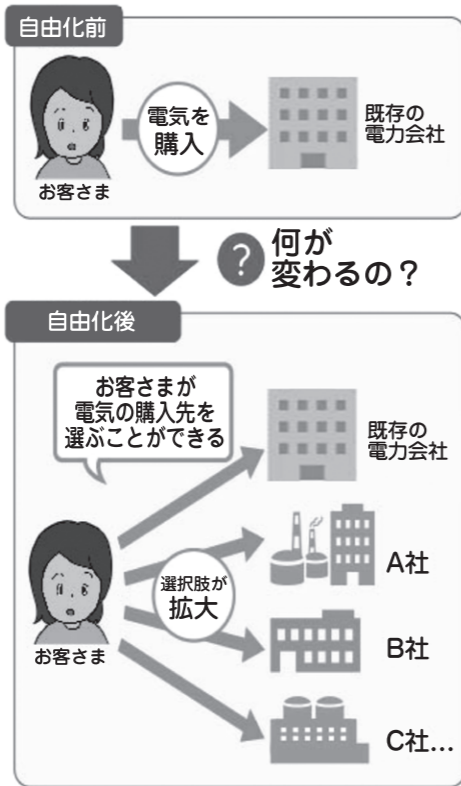 自由化前
電気を
購入
既存の
電力会社
お客さま
?
何が
変わるの？
自由化後
お客さまが
電気の購入先を
選ぶことができる
既存の
電力会社
A社
選択肢が
拡大
B社
お客さま
C社…